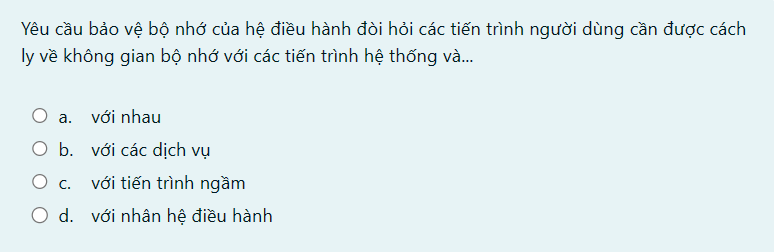 Yêu cầu bảo vệ bộ nhớ của hệ điều hành đòi hỏi các tiến trình người dùng cần được cách
ly về không gian bộ nhớ với các tiến trình hệ thống và...
a. với nhau
b. với các dịch vụ
c. với tiến trình ngầm
d. với nhân hệ điều hành